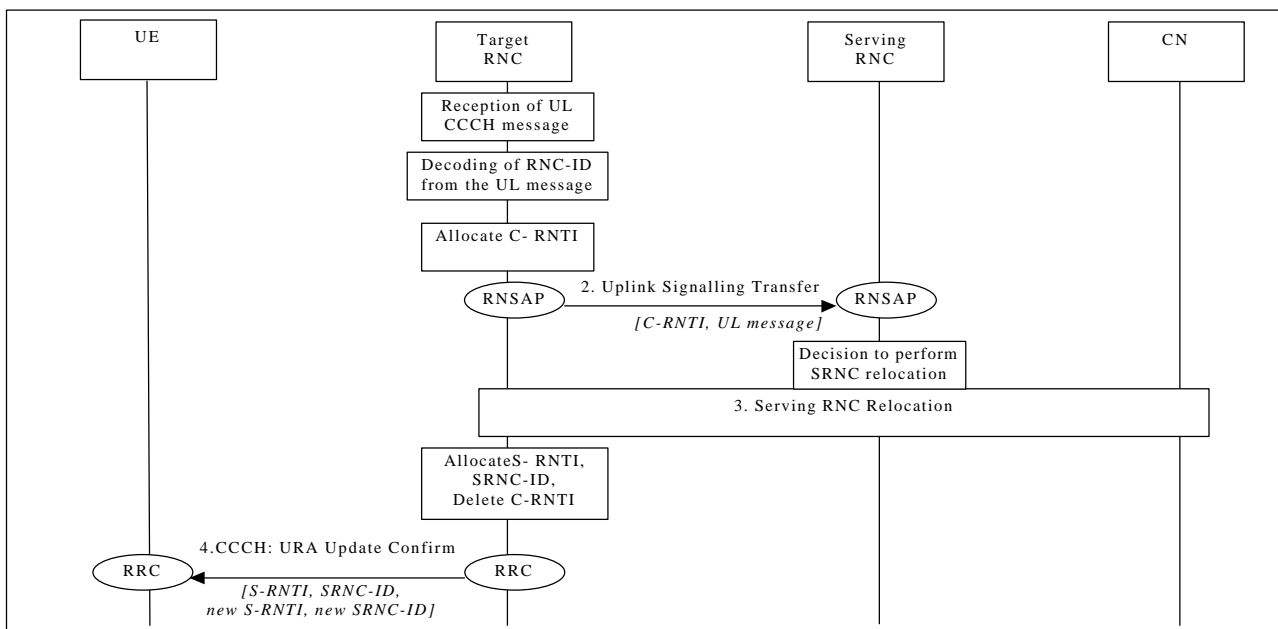 UE
Target
RNC
Serving
RNC
CN
Reception of UL
CCCH message
Decoding of RNC-ID
from the UL message
Allocate C- RNTI
RNSAP
2. Uplink Signalling Transfer
[C-RNTI, UL message]
RNSAP
Decision to perform
SRNC relocation
3. Serving RNC Relocation
AllocateS- RNTI,
SRNC-ID,
Delete C-RNTI
4.CCCH: URA Update Confirm
RRC
[S-RNTI, SRNC-ID,
new S-RNTI, new SRNC-ID]
RRC